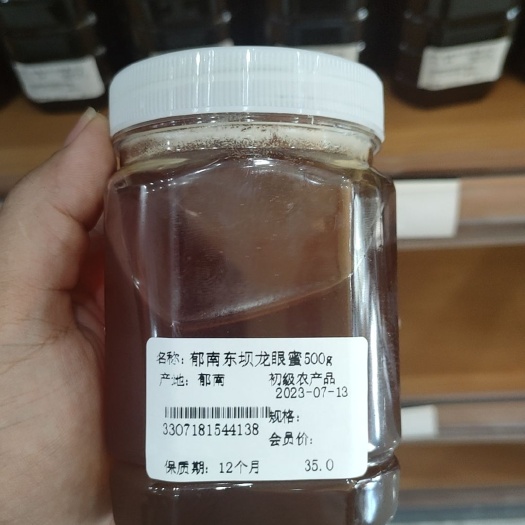 名称: 郁南东坝龙眼蜜500g
产地: 郁南 初级农产品
2023-07-13
规格:
3307181544138
会员价:
保质期: 12个月 35.0